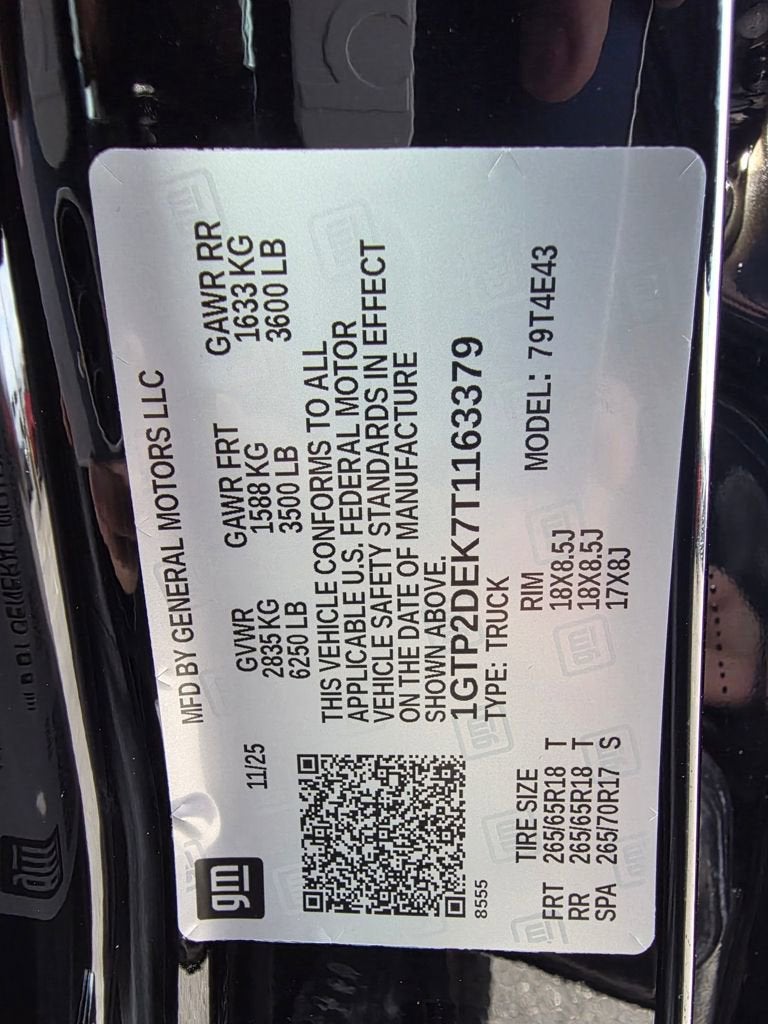 gm
MFD BY GENERAL MOTORS LLC
11/25
GVWR GAWR FRT GAWR RR
2835 KG 1588 KG 1633 KG
6250 LB 3500 LB 3600 LB
THIS VEHICLE CONFORMS TO ALL
APPLICABLE U.S. FEDERAL MOTOR
VEHICLE SAFETY STANDARDS IN EFFECT
ON THE DATE OF MANUFACTURE
SHOWN ABOVE.
1GTP2DEK7T1163379
TYPE: TRUCK
8555
MODEL: 79T4E43
TIRE SIZE RIM
FRT 265/65R18 T 18X8.5J
RR 265/65R18 T 18X8.5J
SPA 265/70R17 S 17X8J